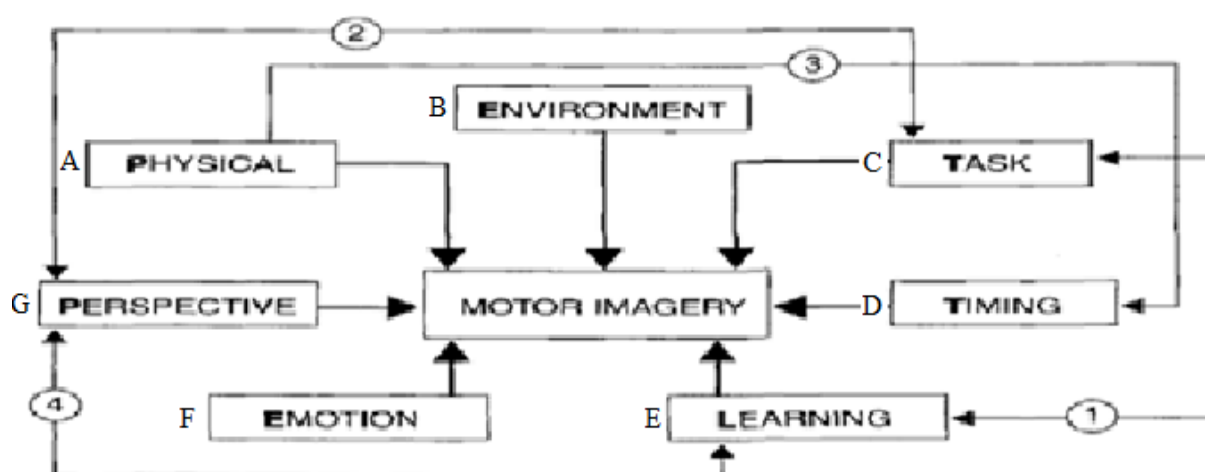 2
3
B ENVIRONMENT
A PHYSICAL
C TASK
G PERSPECTIVE
MOTOR IMAGERY
D TIMING
4
F EMOTION
E LEARNING
1